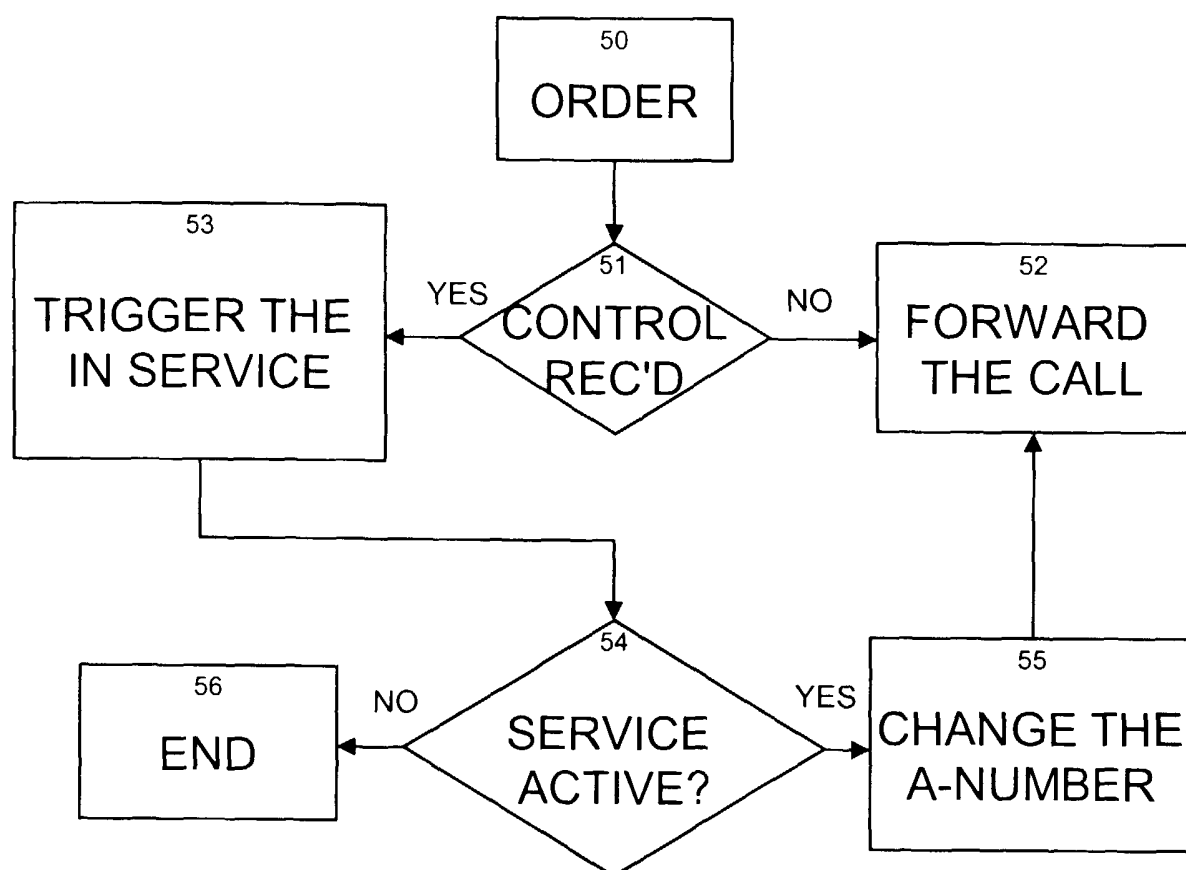 50
ORDER
53
TRIGGER THE
IN SERVICE
YES
51
CONTROL
REC'D
NO
52
FORWARD
THE CALL
56
END
NO
54
SERVICE
ACTIVE?
YES
55
CHANGE THE
A-NUMBER